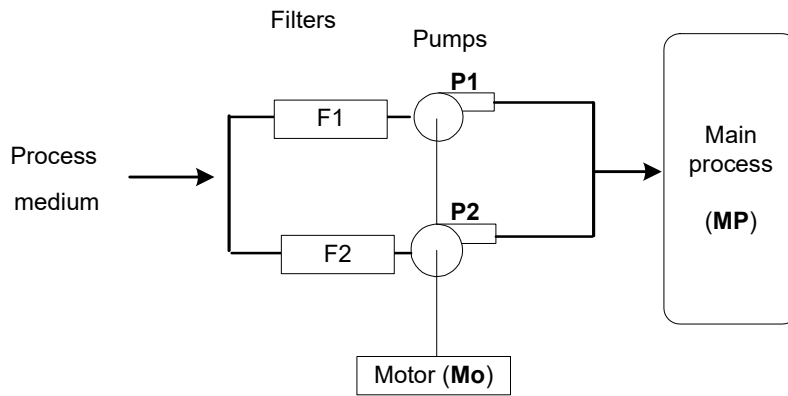 Filters
Pumps
P1
F1
Process
medium
Main
process
(MP)
P2
F2
Motor (Mo)